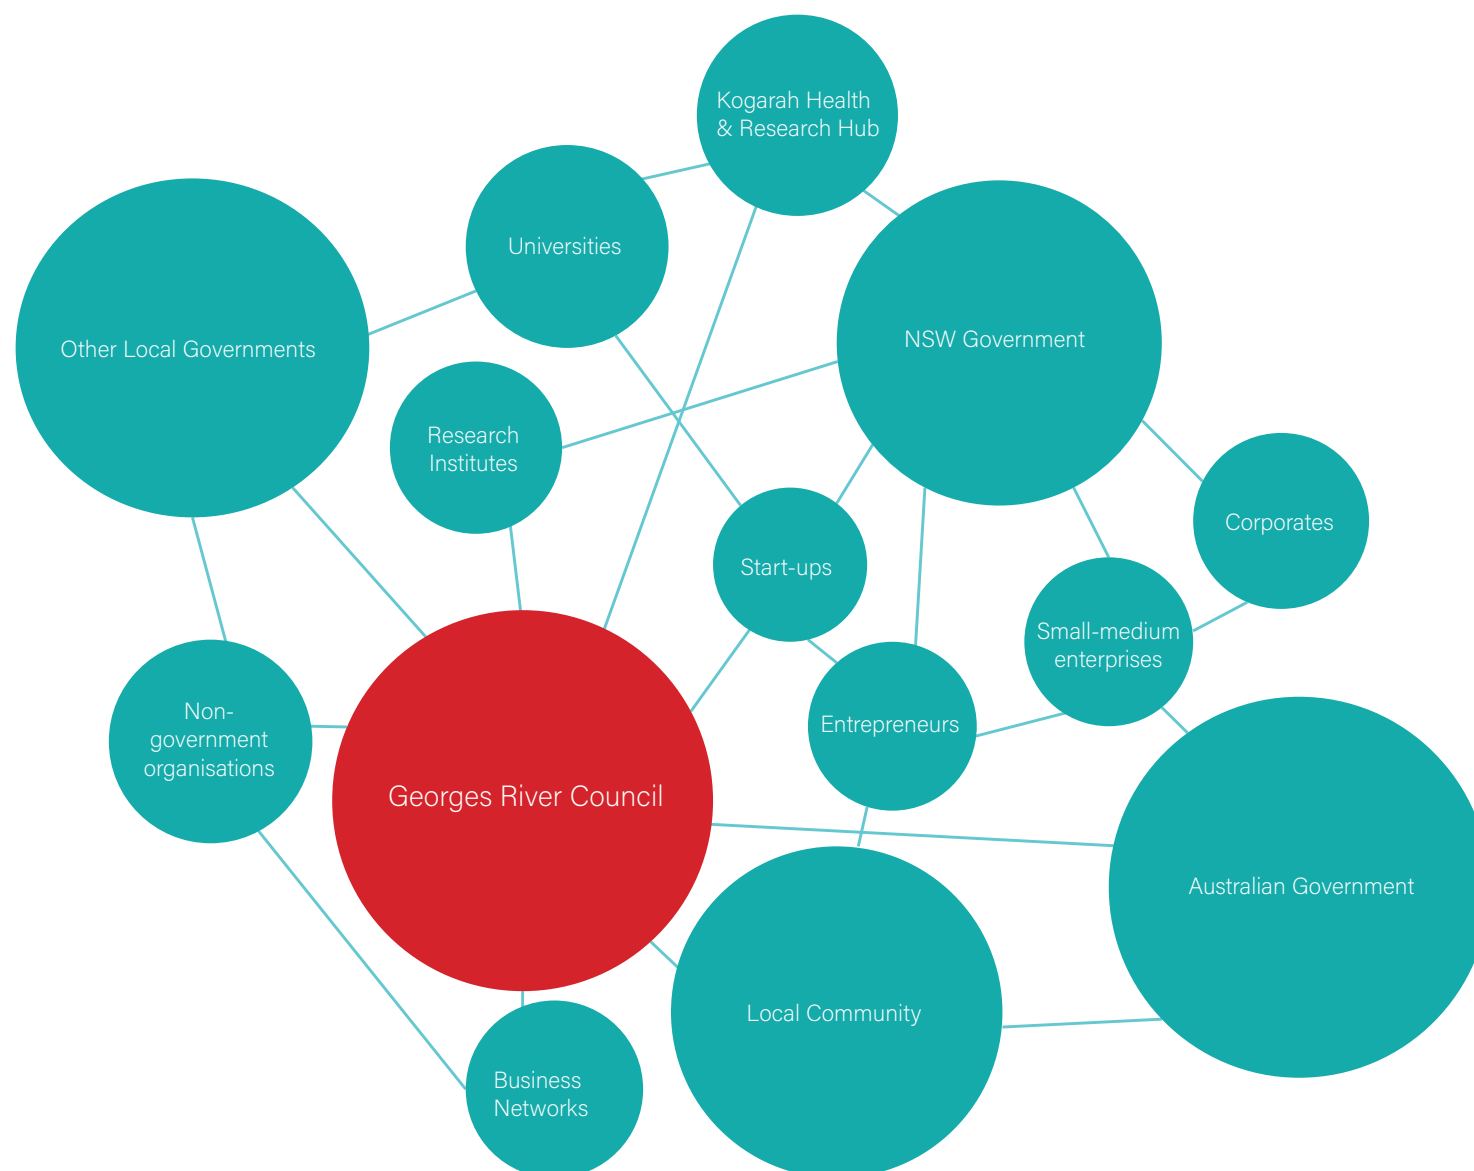 Kogarah Health
& Research Hub
Universities
Other Local Governments
NSW Government
Research
Institutes
Corporates
Start-ups
Small-medium
enterprises
Non-
government
organisations
Entrepreneurs
Georges River Council
Australian Government
Local Community
Business
Networks